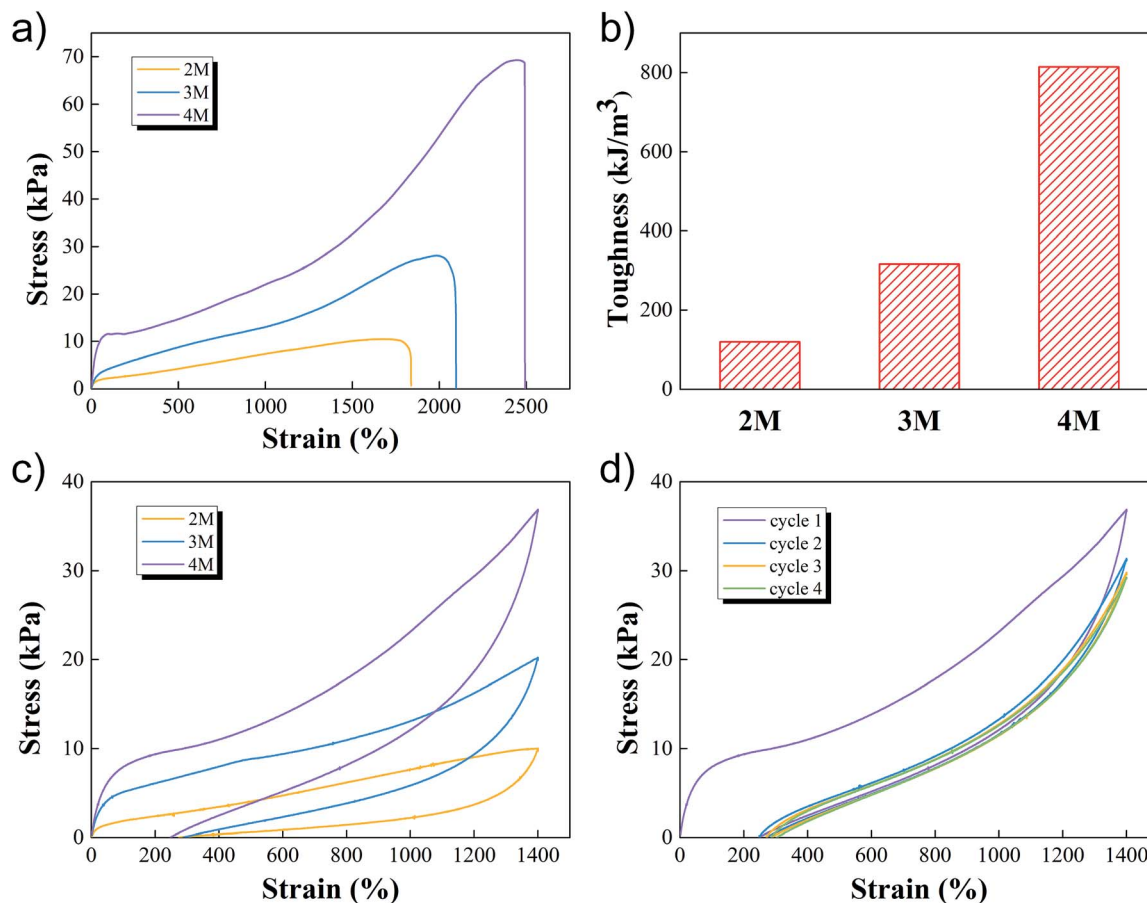 a)
Stress (kPa)
70
60
50
40
30
20
10
0
2M
3M
4M
0 500 1000 1500 2000 2500
Strain (%)
b)
Toughness (kJ/m³)
800
600
400
200
0
2M 3M 4M
c)
Stress (kPa)
40
30
20
10
0
2M
3M
4M
0 200 400 600 800 1000 1200 1400
Strain (%)
d)
Stress (kPa)
40
30
20
10
0
cycle 1
cycle 2
cycle 3
cycle 4
0 200 400 600 800 1000 1200 1400
Strain (%)